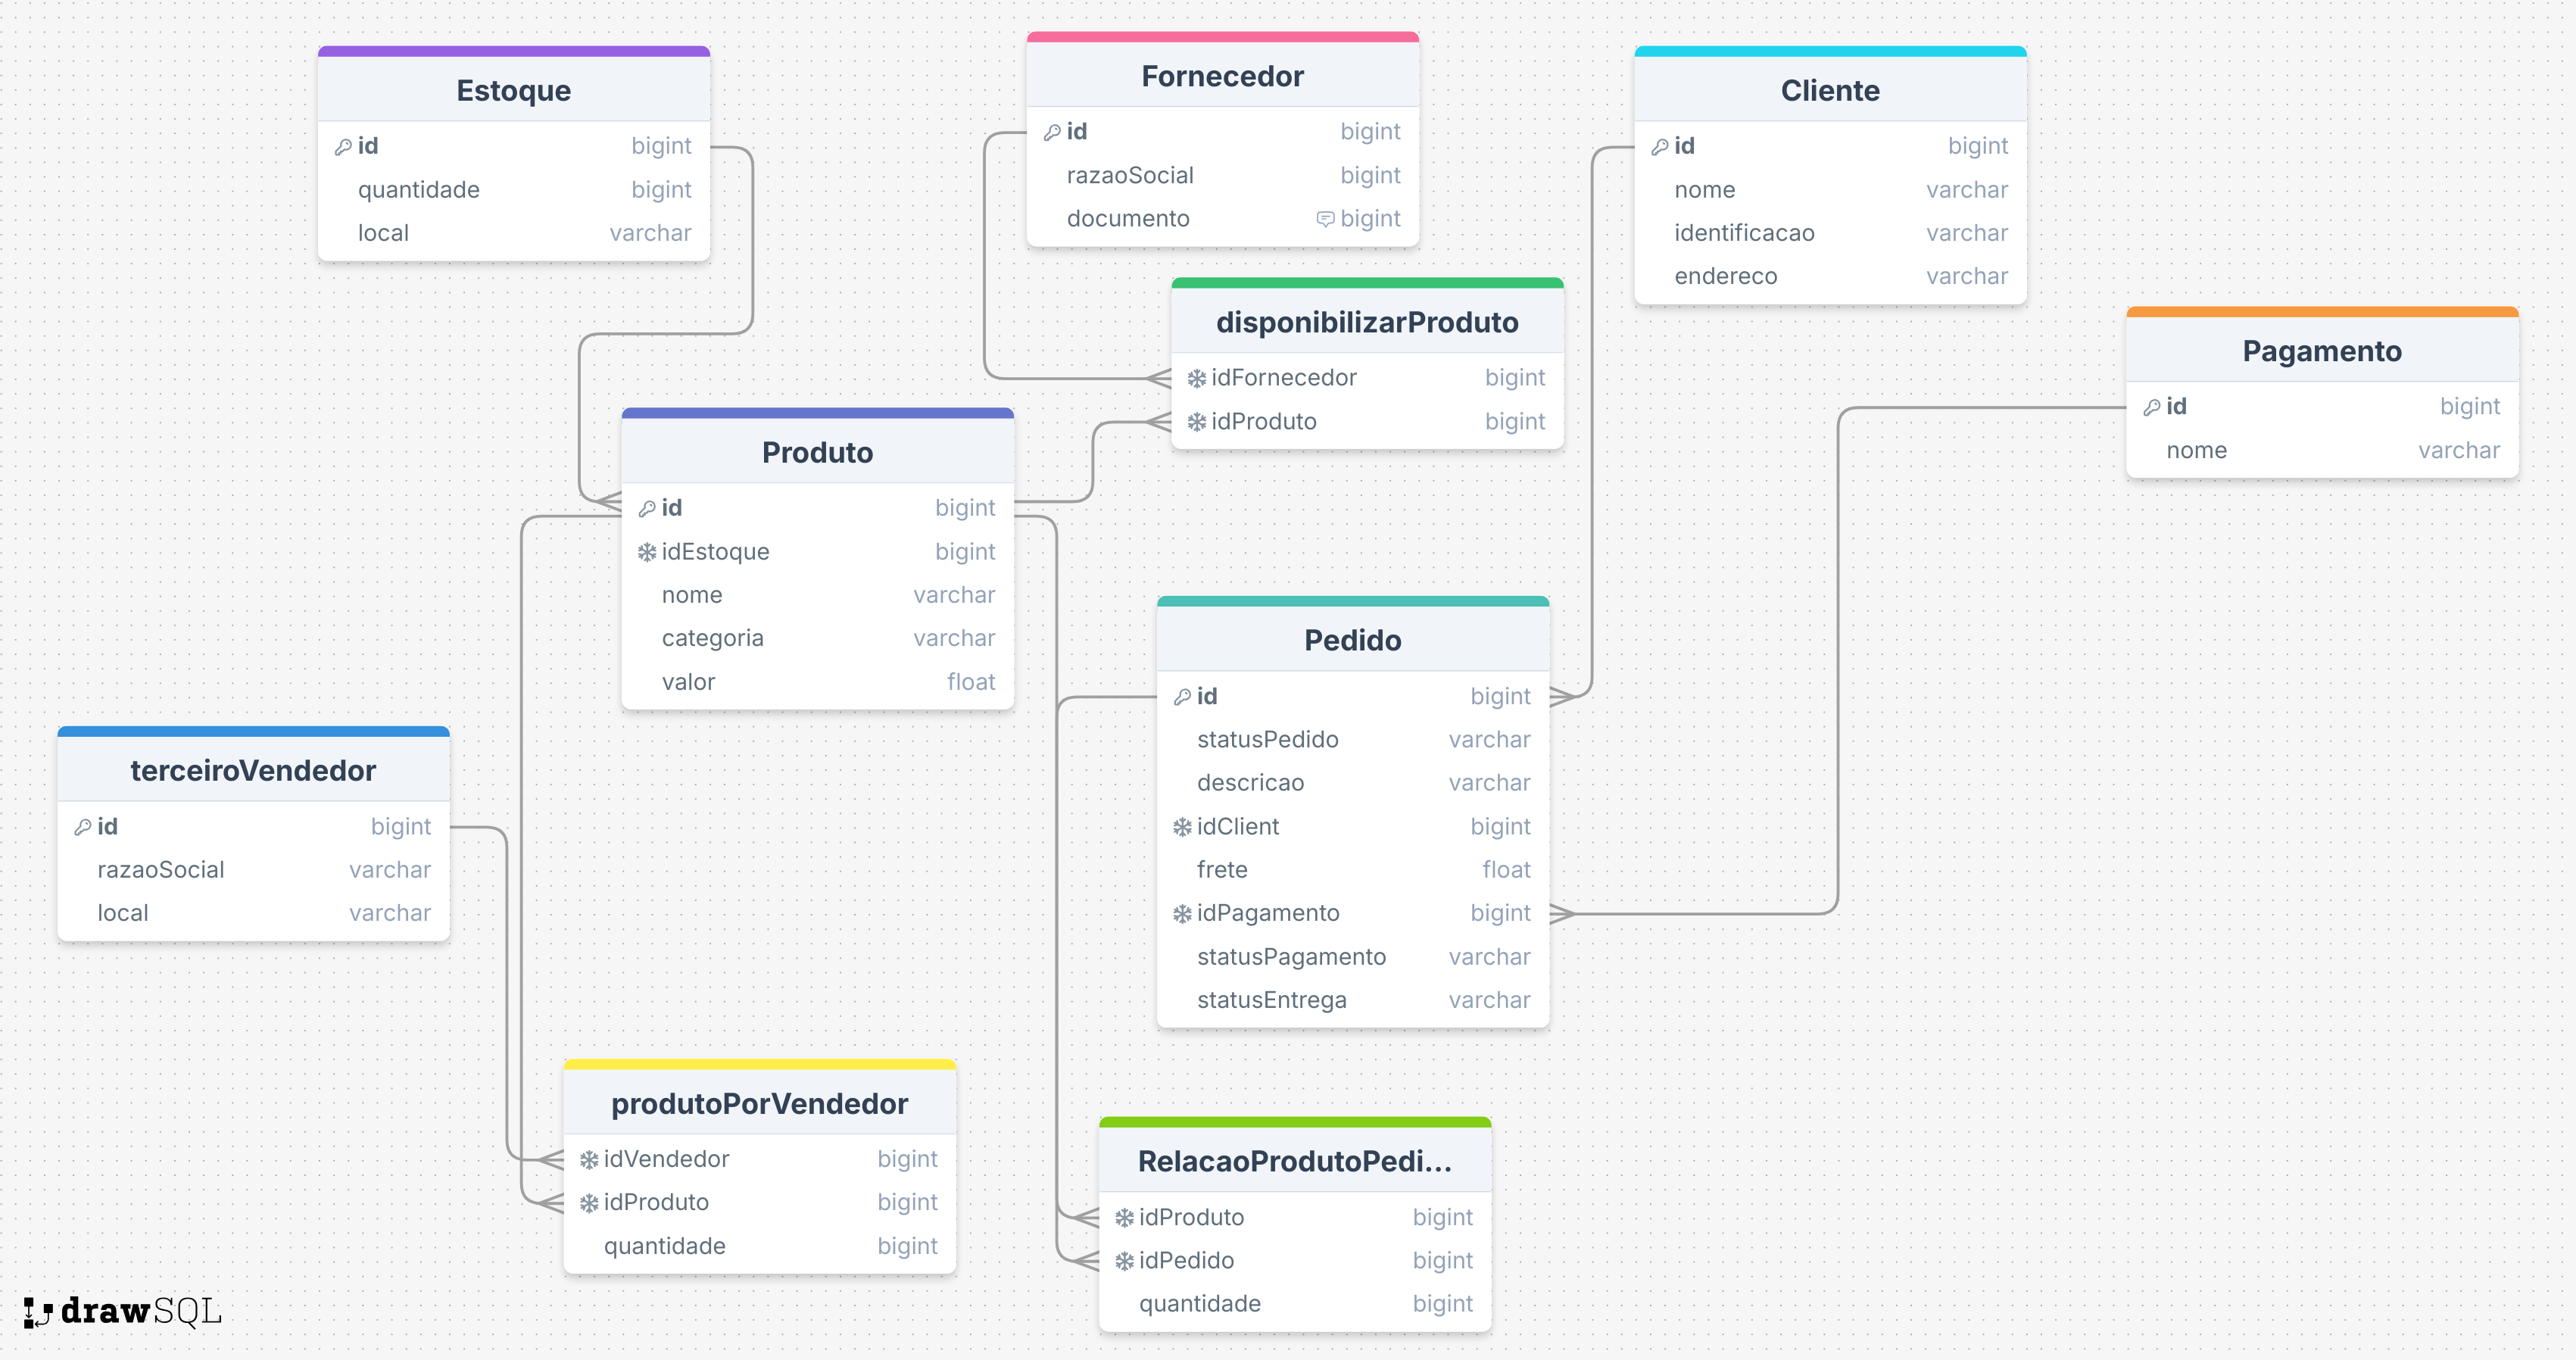 Estoque
id bigint
quantidade bigint
local varchar
Fornecedor
id bigint
razaoSocial bigint
documento bigint
Cliente
id bigint
nome varchar
identificacao varchar
endereco varchar
disponibilizarProduto
idFornecedor bigint
idProduto bigint
Pagamento
id bigint
nome varchar
Produto
id bigint
idEstoque bigint
nome varchar
categoria varchar
valor float
Pedido
id bigint
statusPedido varchar
descricao varchar
idClient bigint
frete float
idPagamento bigint
statusPagamento varchar
statusEntrega varchar
terceiroVendedor
id bigint
razaoSocial varchar
local varchar
produtoPorVendedor
idVendedor bigint
idProduto bigint
quantidade bigint
RelacaoProdutoPedi...
idProduto bigint
idPedido bigint
quantidade bigint
drawSQL